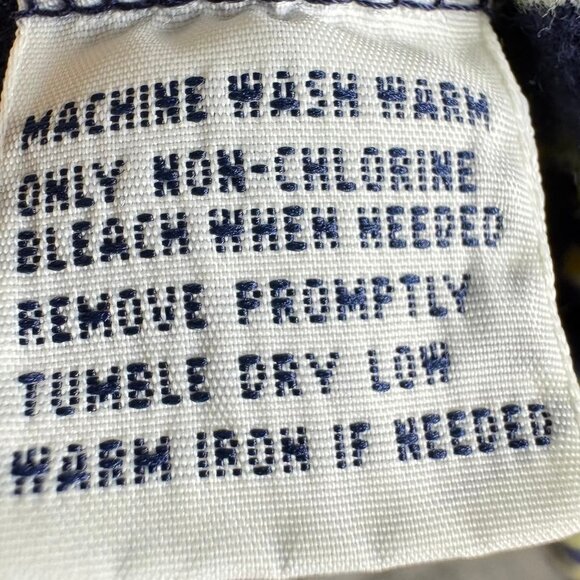 MACHINE WASH WARM
ONLY NON-CHLORINE
BLEACH WHEN NEEDED
REMOVE PROMPTLY
TUMBLE DRY LOW
WARM IRON IF NEEDED